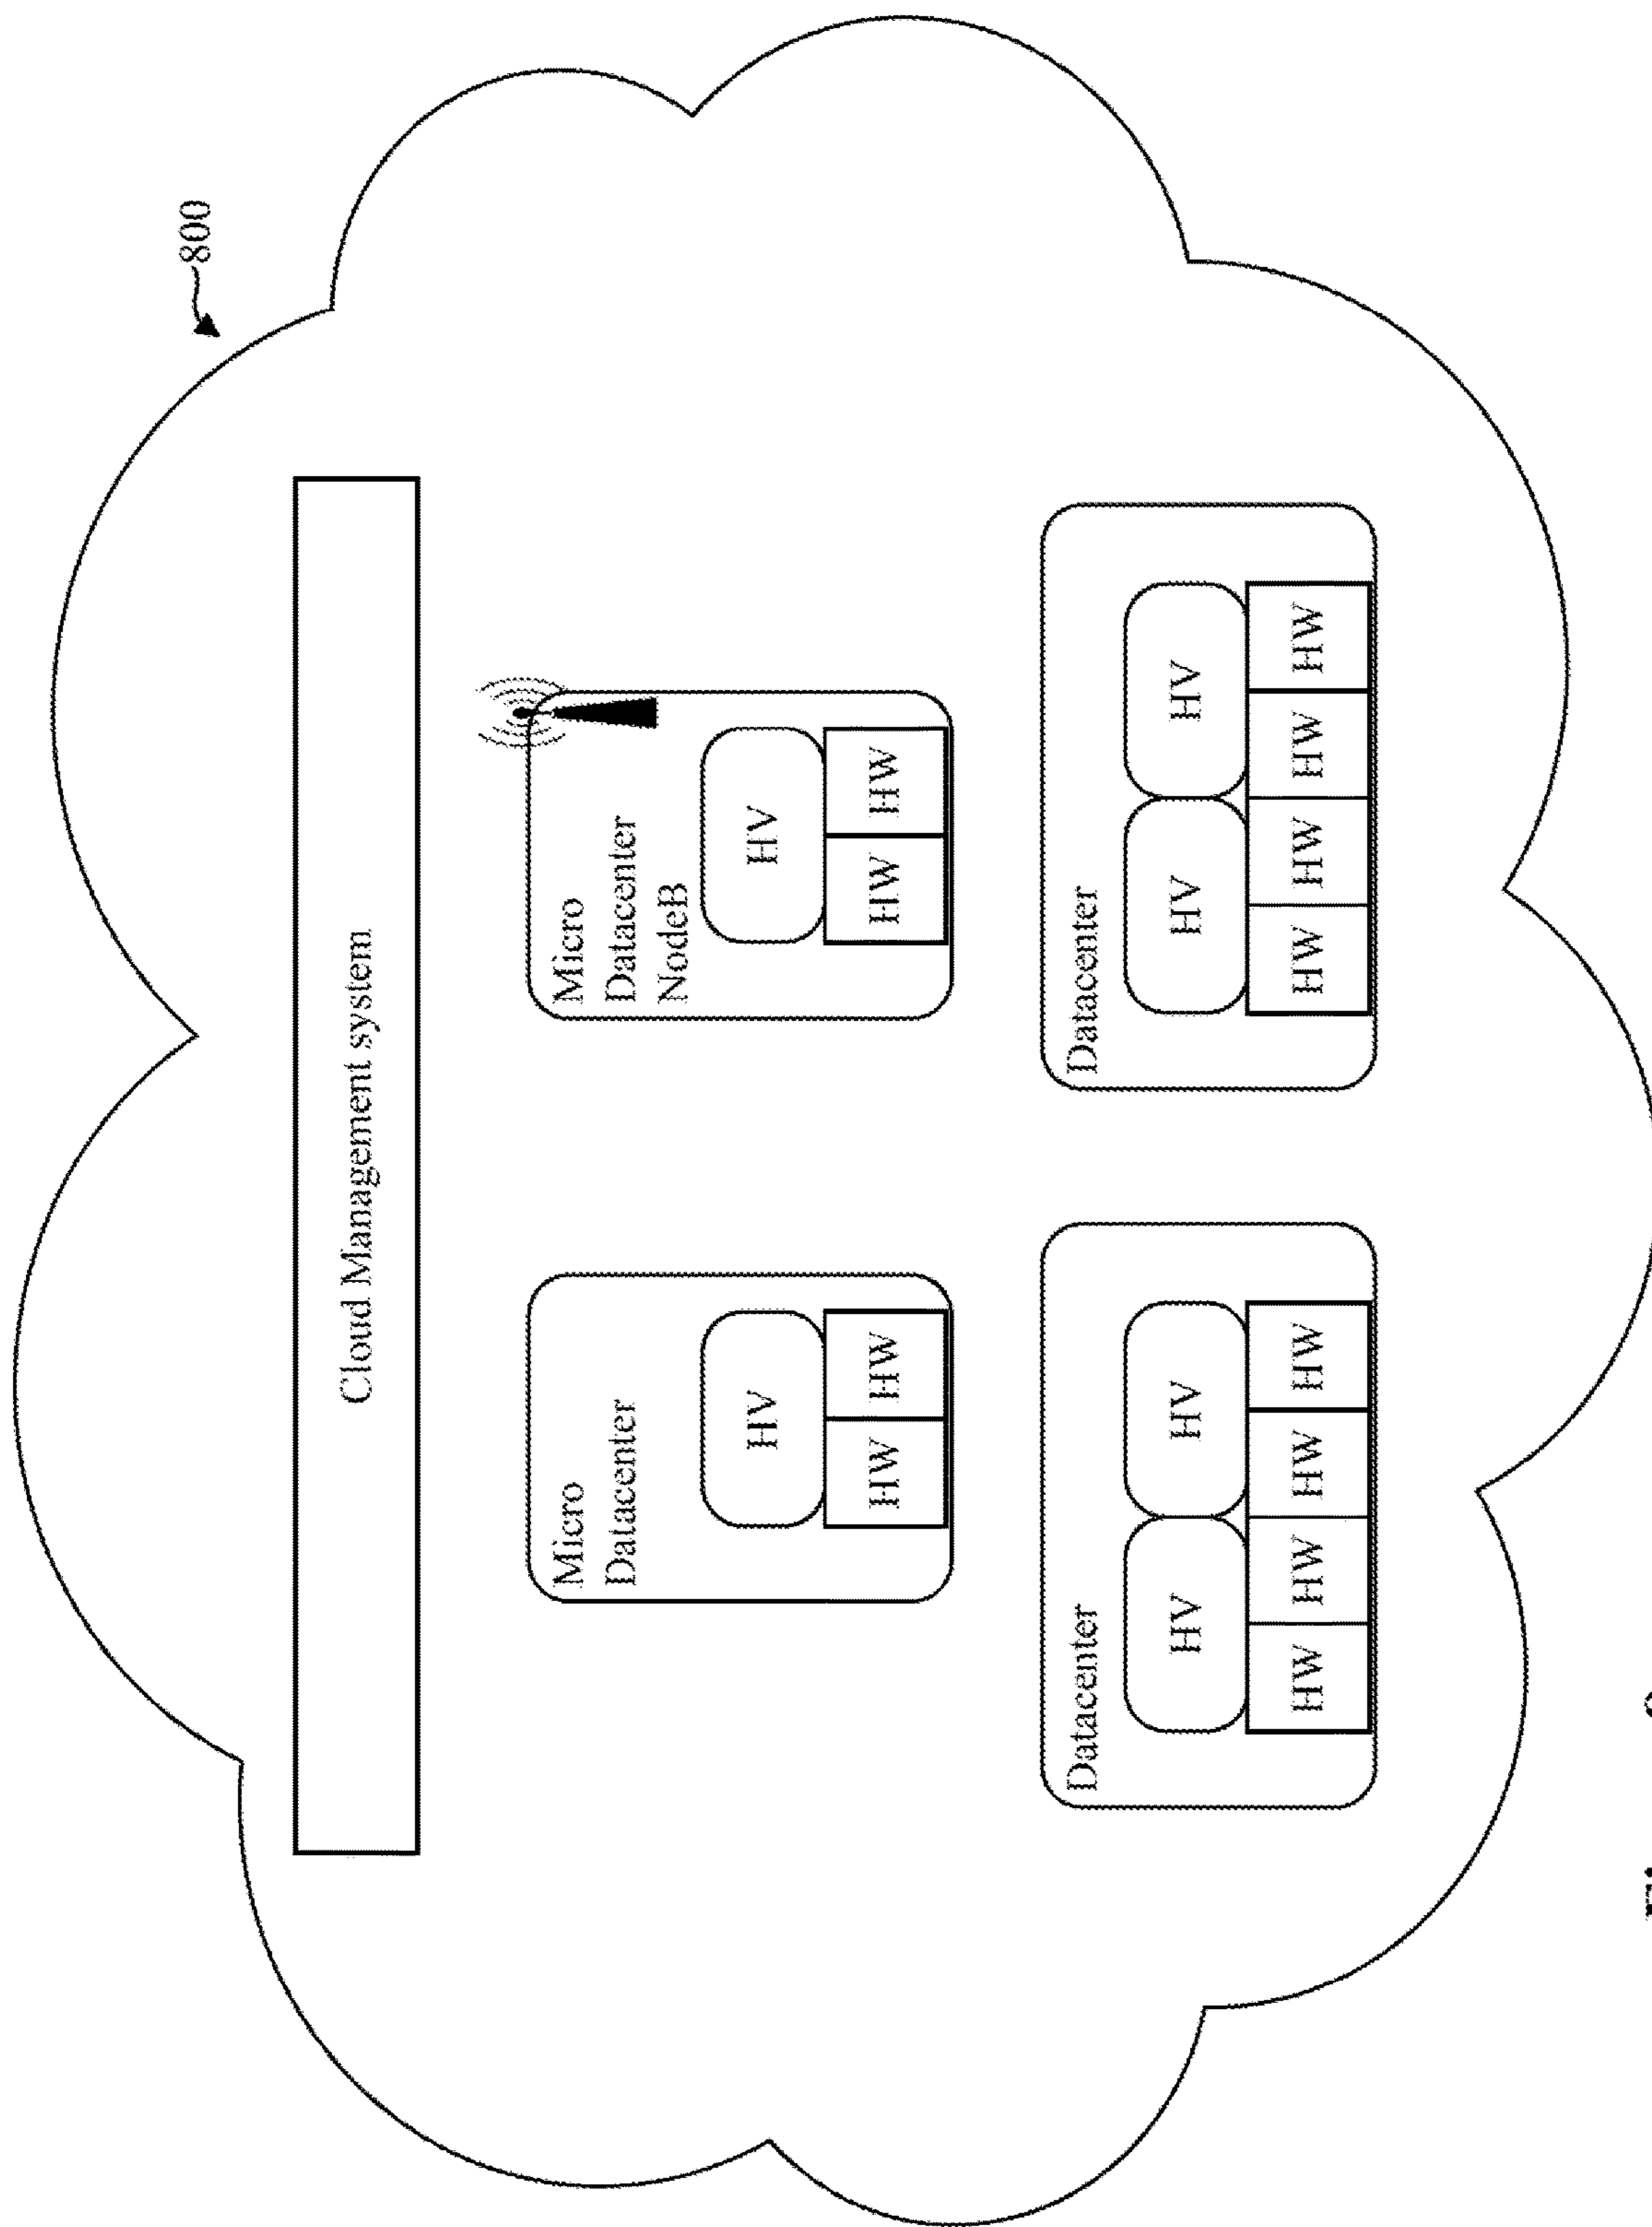 800
Cloud Management system
Micro
Datacenter
HV
HW HW
Micro
Datacenter
NodeB
HV
HW HW
Datacenter
HV HV
HW HW HW HW
Datacenter
HV HV
HW HW HW HW